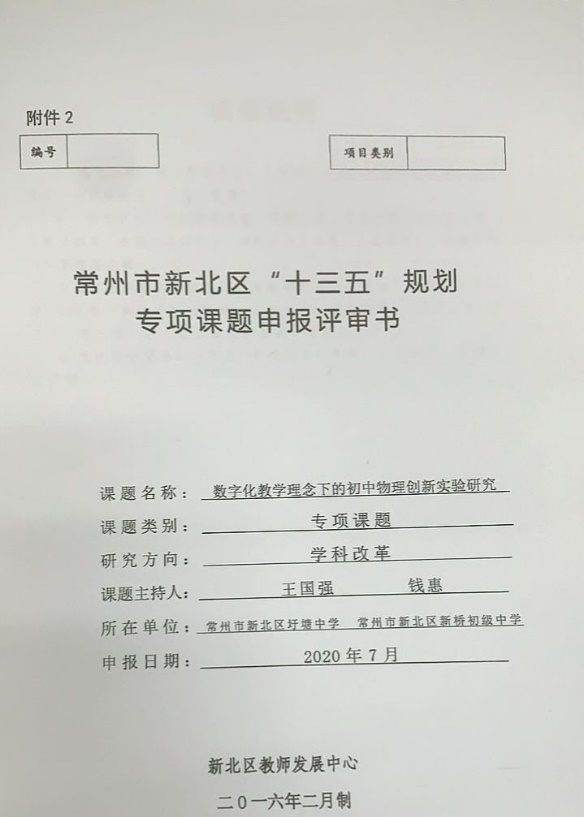 附件2
编号 项目类别
常州市新北区“十三五”规划
专项课题申报评审书
课题名称：数字化教学理念下的初中物理创新实验研究
课题类别：专项课题
研究方向：学科改革
课题主持人：王国强 钱惠
所在单位：常州市新北区圩塘中学 常州市新北区新桥初级中学
申报日期：2020年7月
新北区教师发展中心
二0一六年二月制